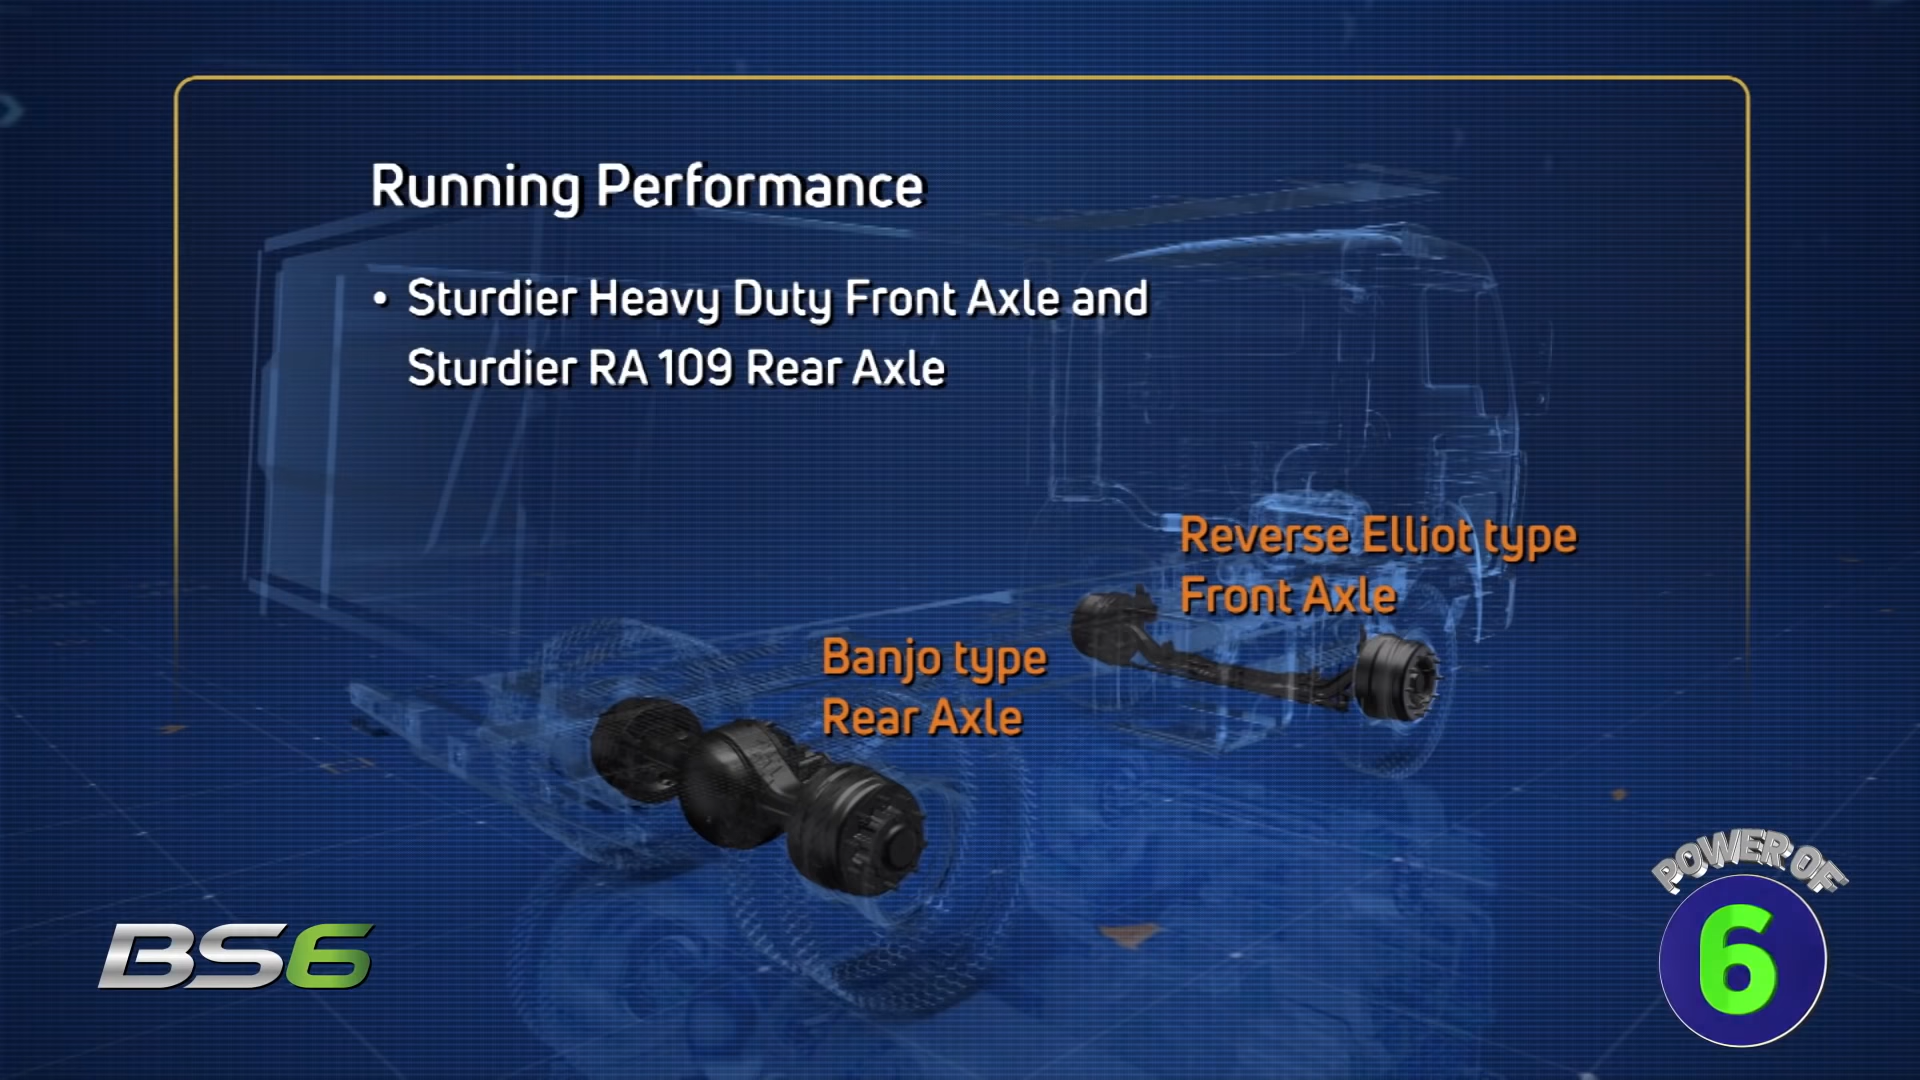 Running Performance
• Sturdier Heavy Duty Front Axle and
Sturdier RA 109 Rear Axle
Reverse Elliot type
Front Axle
Banjo type
Rear Axle
POWER OF
6
BS6